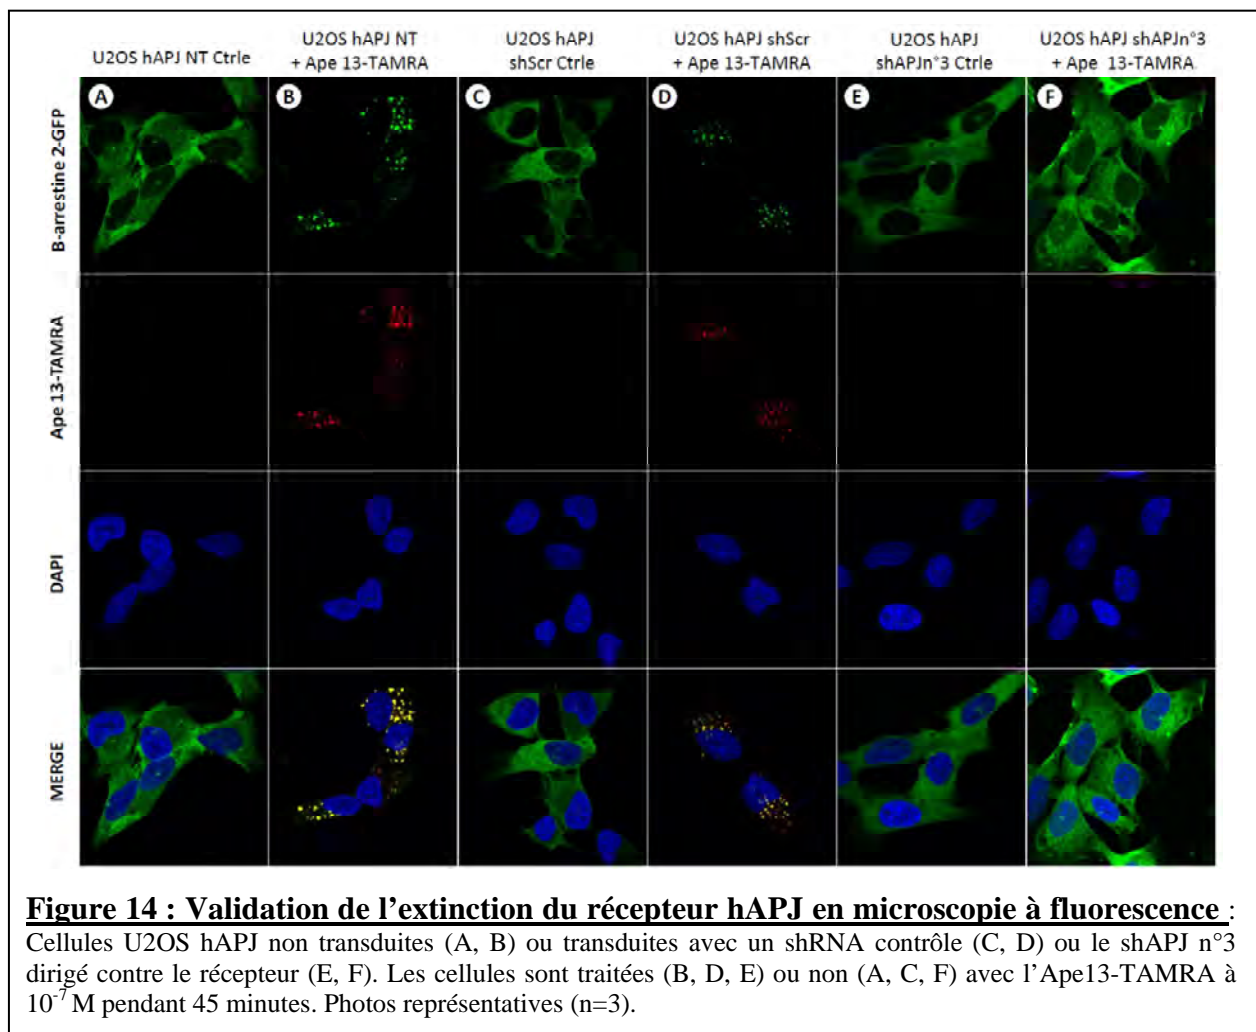 U2OS hAPJ NT Ctrle
U2OS hAPJ NT
+ Ape 13-TAMRA
U2OS hAPJ
shScr Ctrle
U2OS hAPJ shScr
+ Ape 13-TAMRA
U2OS hAPJ
shAPJn°3 Ctrle
U2OS hAPJ shAPJn°3
+ Ape 13-TAMRA
A
B
C
D
E
F
B-arrestine 2-GFP
Ape 13-TAMRA
DAPI
MERGE
Figure 14 : Validation de l’extinction du récepteur hAPJ en microscopie à fluorescence :
Cellules U2OS hAPJ non transduites (A, B) ou transduites avec un shRNA contrôle (C, D) ou le shAPJ n°3
dirigé contre le récepteur (E, F). Les cellules sont traitées (B, D, E) ou non (A, C, F) avec l’Ape13-TAMRA à
10⁻⁷ M pendant 45 minutes. Photos représentatives (n=3).